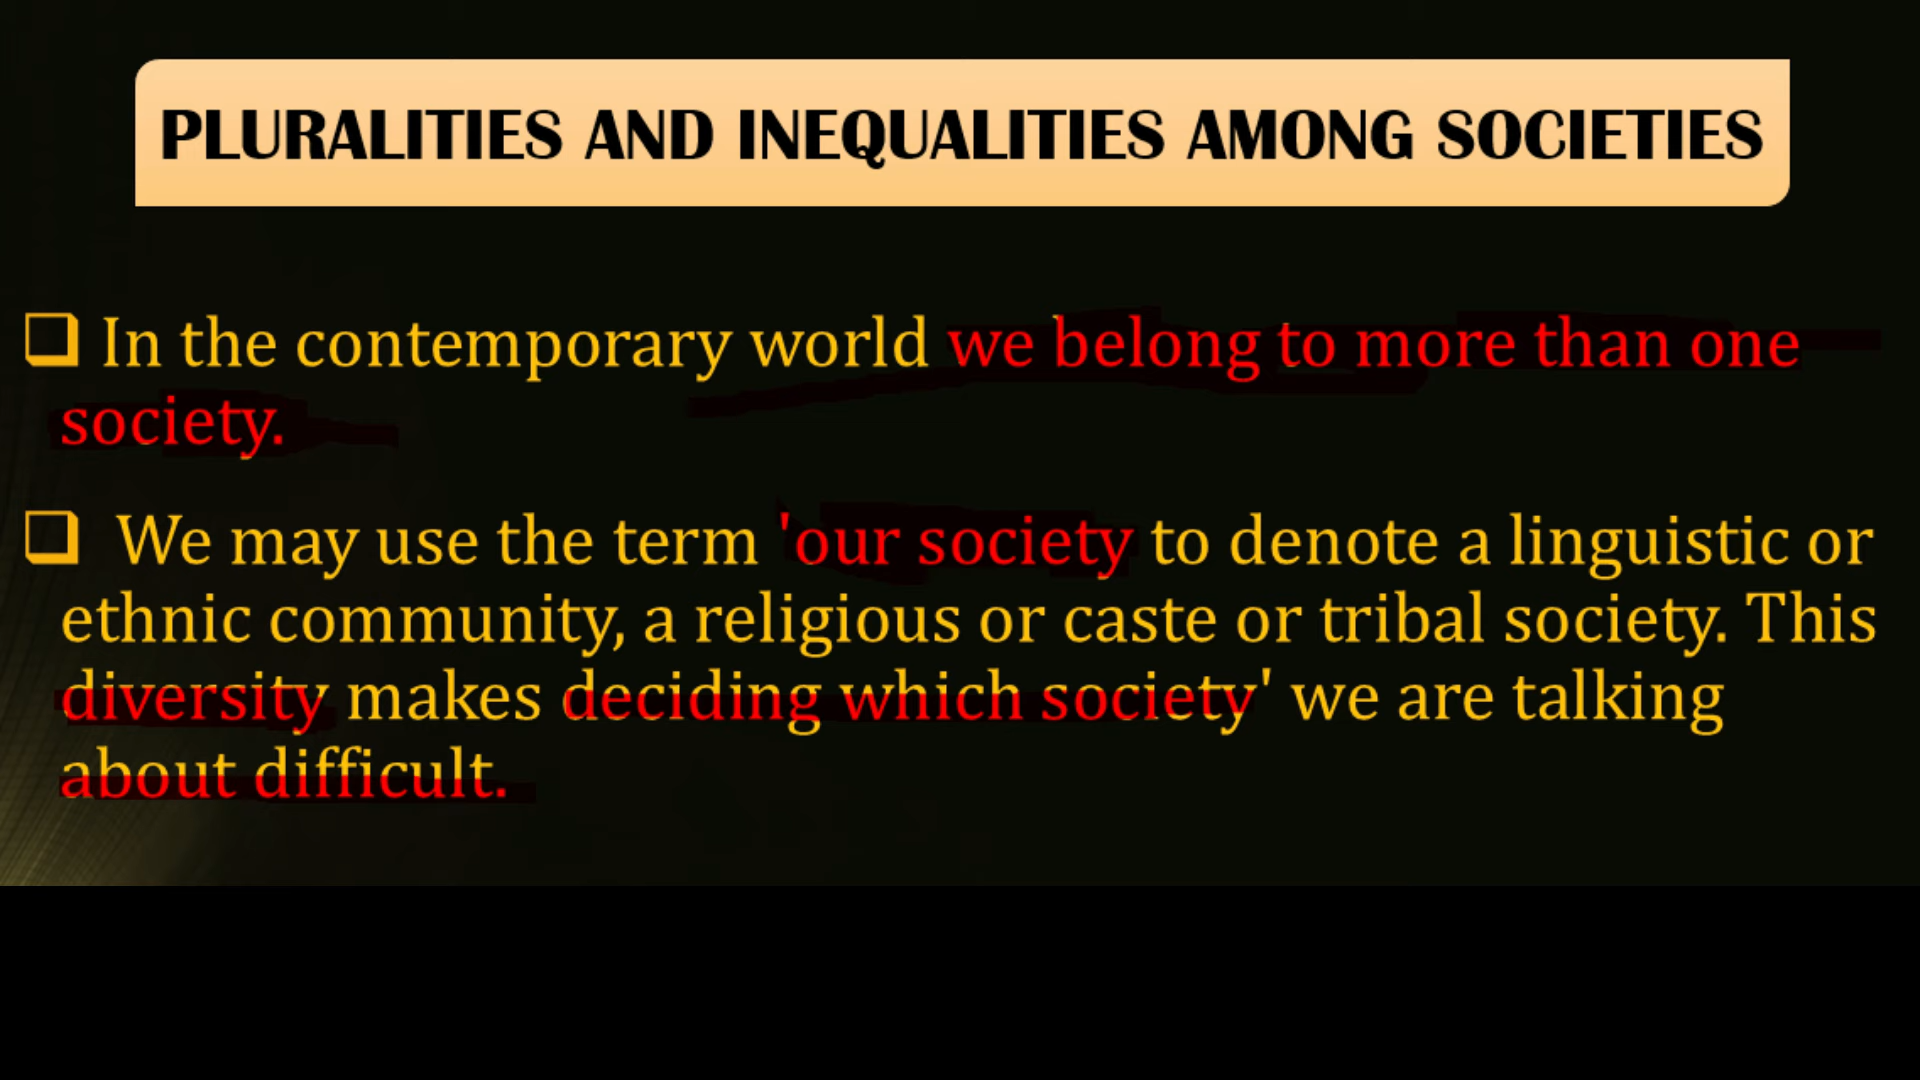 PLURALITIES AND INEQUALITIES AMONG SOCIETIES
In the contemporary world we belong to more than one
society.
We may use the term 'our society to denote a linguistic or
ethnic community, a religious or caste or tribal society. This
diversity makes deciding which society' we are talking
about difficult.